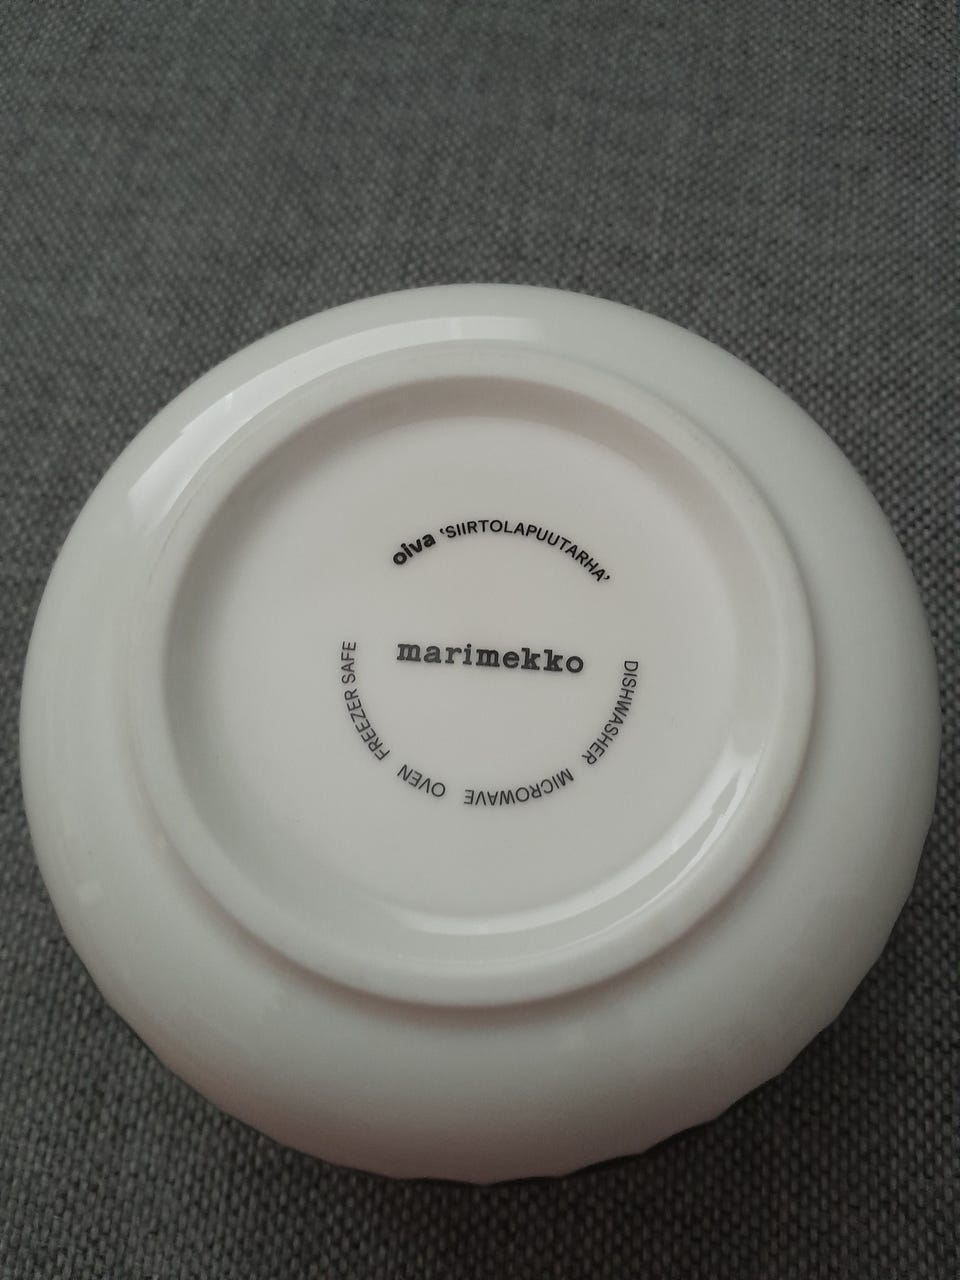 oiva 'SIIRTOLAPUUTARHA'
marimekko
DISHWASHER MICROWAVE OVEN FREEZER SAFE